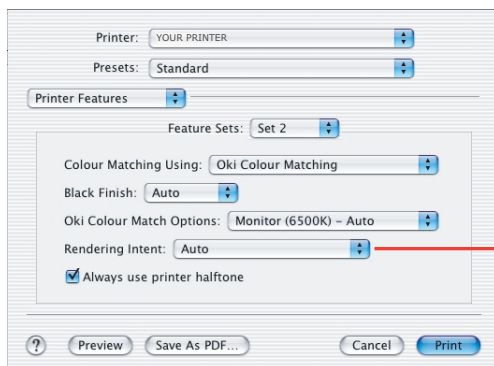 Printer: YOUR PRINTER
Presets: Standard
Printer Features
Feature Sets: Set 2
Colour Matching Using: Oki Colour Matching
Black Finish: Auto
Oki Colour Match Options: Monitor (6500K) – Auto
Rendering Intent: Auto
Always use printer halftone
? Preview Save As PDF... Cancel Print